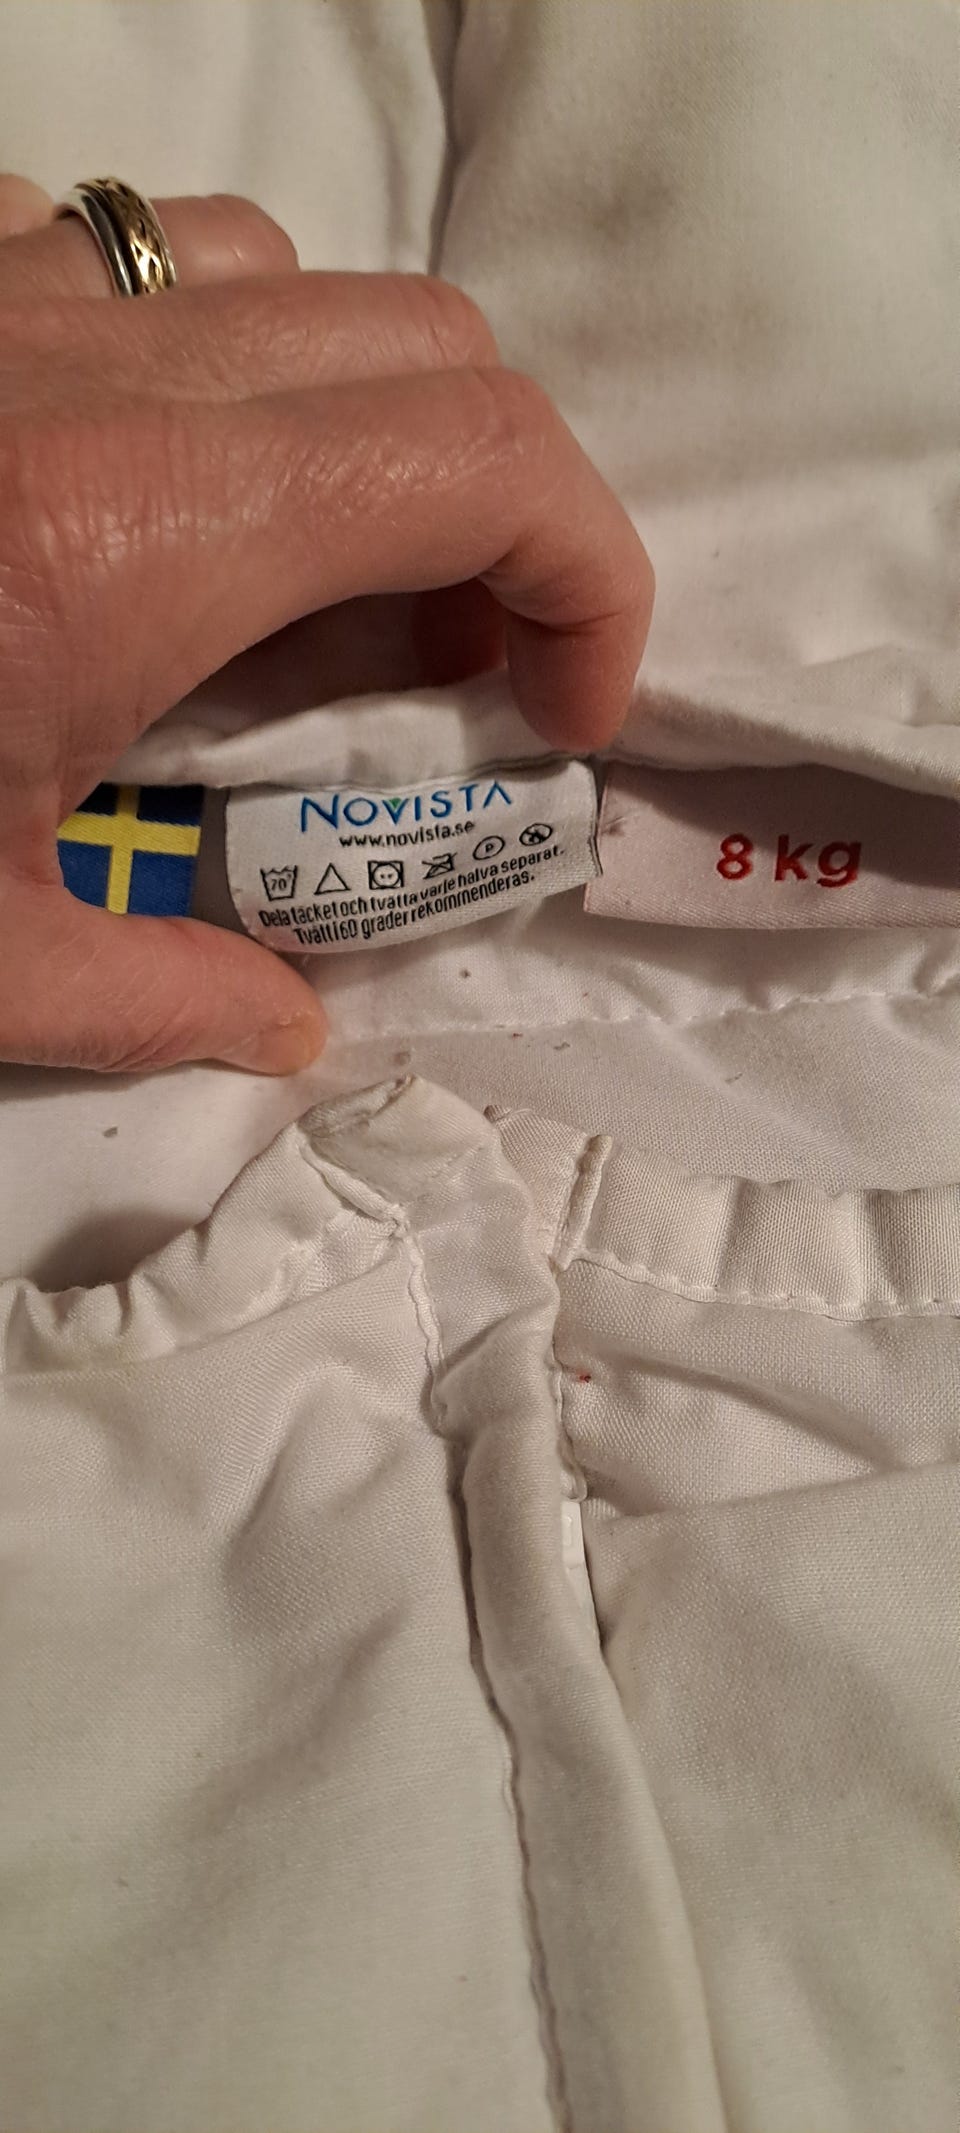 NOVISTA
www.novista.se
70°
P
Dela täcket och tvätta varje halva separat.
Tvätt i 60 grader rekommenderas.
8 kg